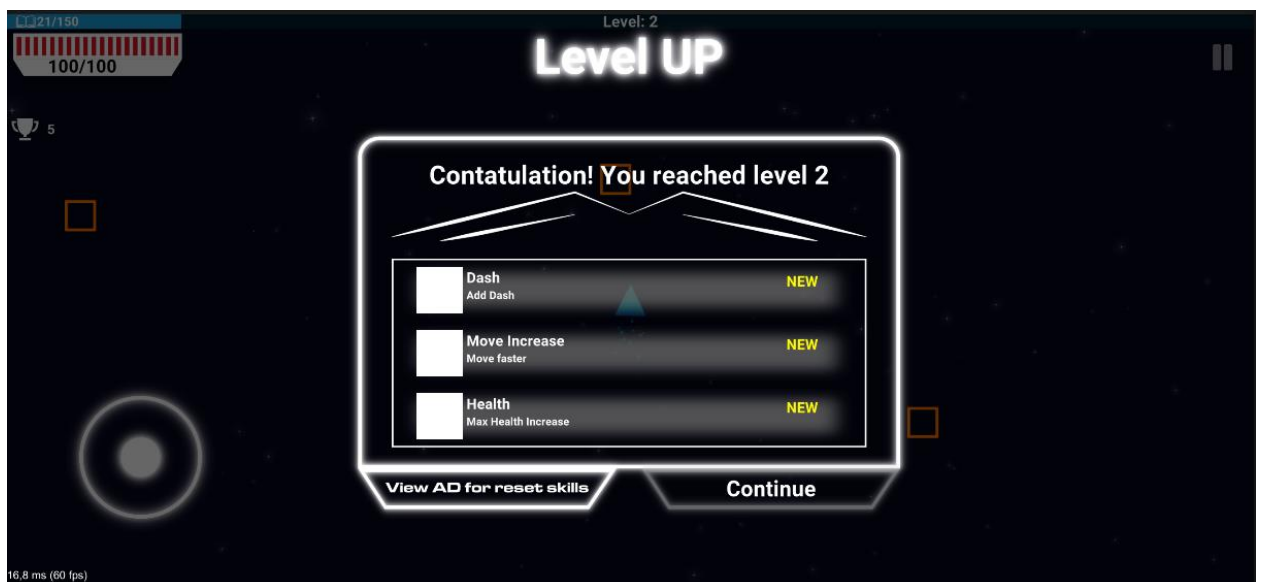 21/150
Level: 2
Level UP
100/100
5
Contatulation! You reached level 2
Dash
NEW
Add Dash
Move Increase
NEW
Move faster
Health
NEW
Max Health Increase
View AD for reset skills
Continue
16,8 ms (60 fps)